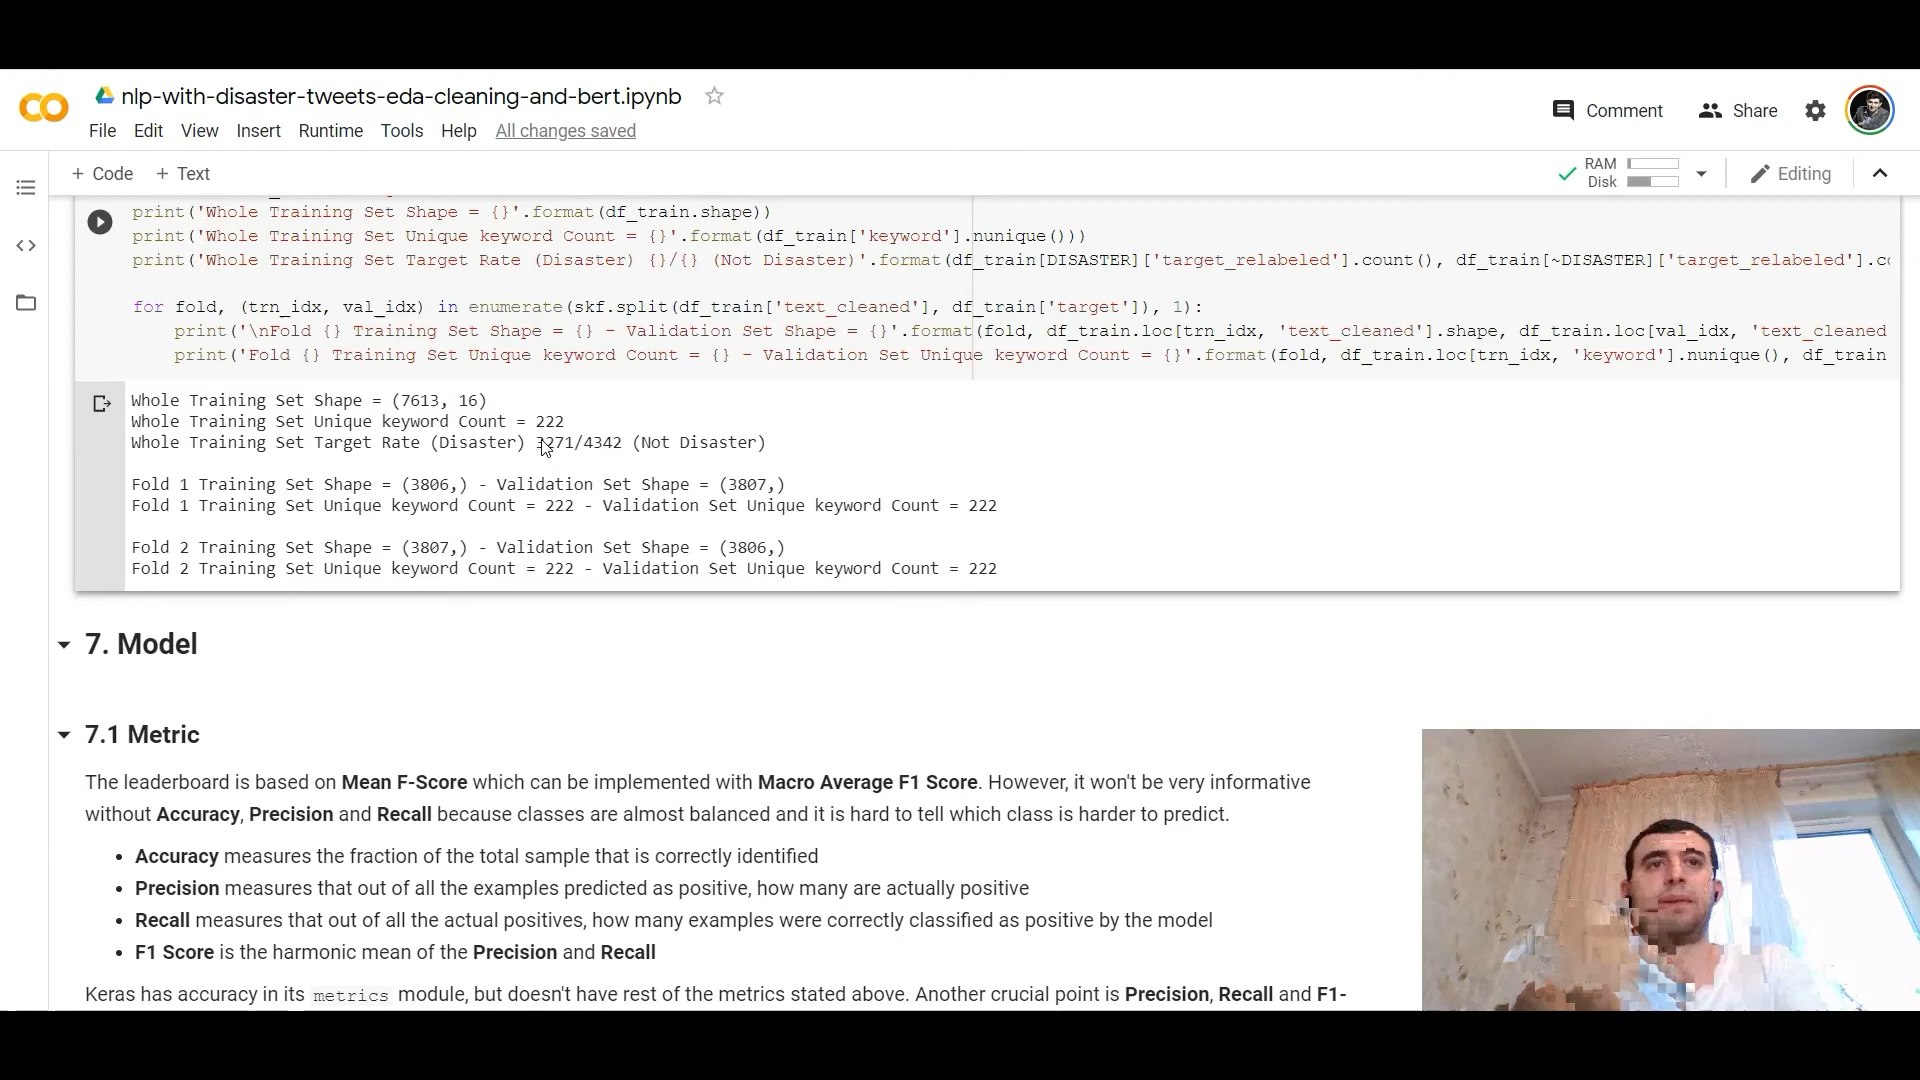 nlp-with-disaster-tweets-eda-cleaning-and-bert.ipynb
Comment
Share
File Edit View Insert Runtime Tools Help All changes saved
+ Code + Text
RAM
Disk
Editing
print('Whole Training Set Shape = {}'.format(df_train.shape))
print('Whole Training Set Unique keyword Count = {}'.format(df_train['keyword'].nunique()))
print('Whole Training Set Target Rate (Disaster) {}/{} (Not Disaster)'.format(df_train[DISASTER]['target_relabeled'].count(), df_train[~DISASTER]['target_relabeled'].c
for fold, (trn_idx, val_idx) in enumerate(skf.split(df_train['text_cleaned'], df_train['target']), 1):
print('\nFold {} Training Set Shape = {} - Validation Set Shape = {}'.format(fold, df_train.loc[trn_idx, 'text_cleaned'].shape, df_train.loc[val_idx, 'text_cleaned
print('Fold {} Training Set Unique keyword Count = {} - Validation Set Unique keyword Count = {}'.format(fold, df_train.loc[trn_idx, 'keyword'].nunique(), df_train
Whole Training Set Shape = (7613, 16)
Whole Training Set Unique keyword Count = 222
Whole Training Set Target Rate (Disaster) 3271/4342 (Not Disaster)
Fold 1 Training Set Shape = (3806,) - Validation Set Shape = (3807,)
Fold 1 Training Set Unique keyword Count = 222 - Validation Set Unique keyword Count = 222
Fold 2 Training Set Shape = (3807,) - Validation Set Shape = (3806,)
Fold 2 Training Set Unique keyword Count = 222 - Validation Set Unique keyword Count = 222
7. Model
7.1 Metric
The leaderboard is based on Mean F-Score which can be implemented with Macro Average F1 Score. However, it won't be very informative
without Accuracy, Precision and Recall because classes are almost balanced and it is hard to tell which class is harder to predict.
• Accuracy measures the fraction of the total sample that is correctly identified
• Precision measures that out of all the examples predicted as positive, how many are actually positive
• Recall measures that out of all the actual positives, how many examples were correctly classified as positive by the model
• F1 Score is the harmonic mean of the Precision and Recall
Keras has accuracy in its metrics module, but doesn't have rest of the metrics stated above. Another crucial point is Precision, Recall and F1-